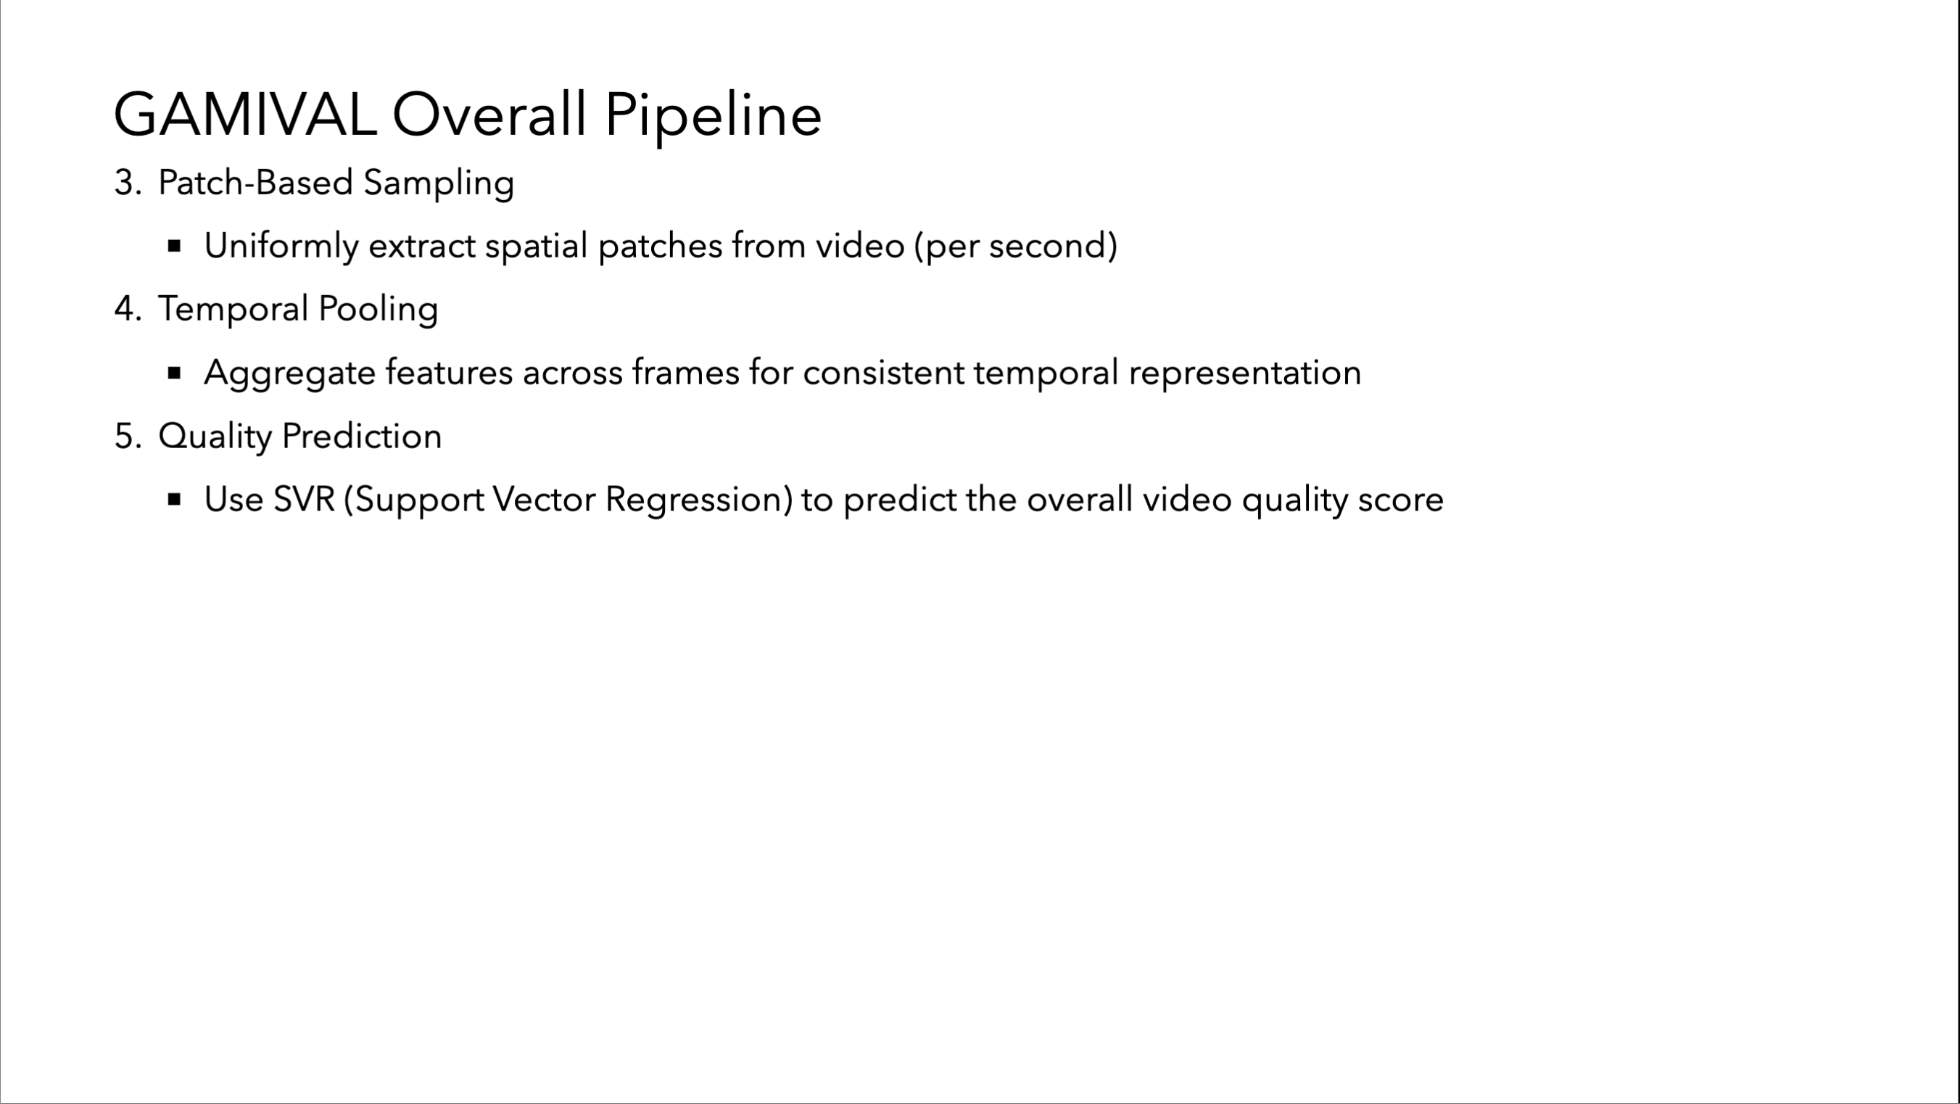 GAMIVAL Overall Pipeline
3. Patch-Based Sampling
▪ Uniformly extract spatial patches from video (per second)
4. Temporal Pooling
▪ Aggregate features across frames for consistent temporal representation
5. Quality Prediction
▪ Use SVR (Support Vector Regression) to predict the overall video quality score